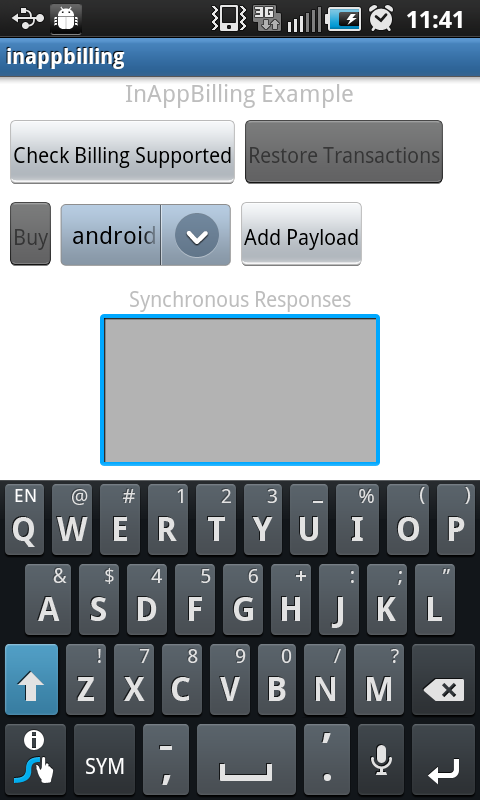 3G 11:41
inappbilling
InAppBilling Example
Check Billing Supported Restore Transactions
Buy android Add Payload
Synchronous Responses
EN @ # 1 2 3 _ % ( )
Q W E R T Y U I O P
& $ 4 5 6 + : ; "
A S D F G H J K L
! 7 8 9 0 / ?
Z X C V B N M
i - '
SYM , .